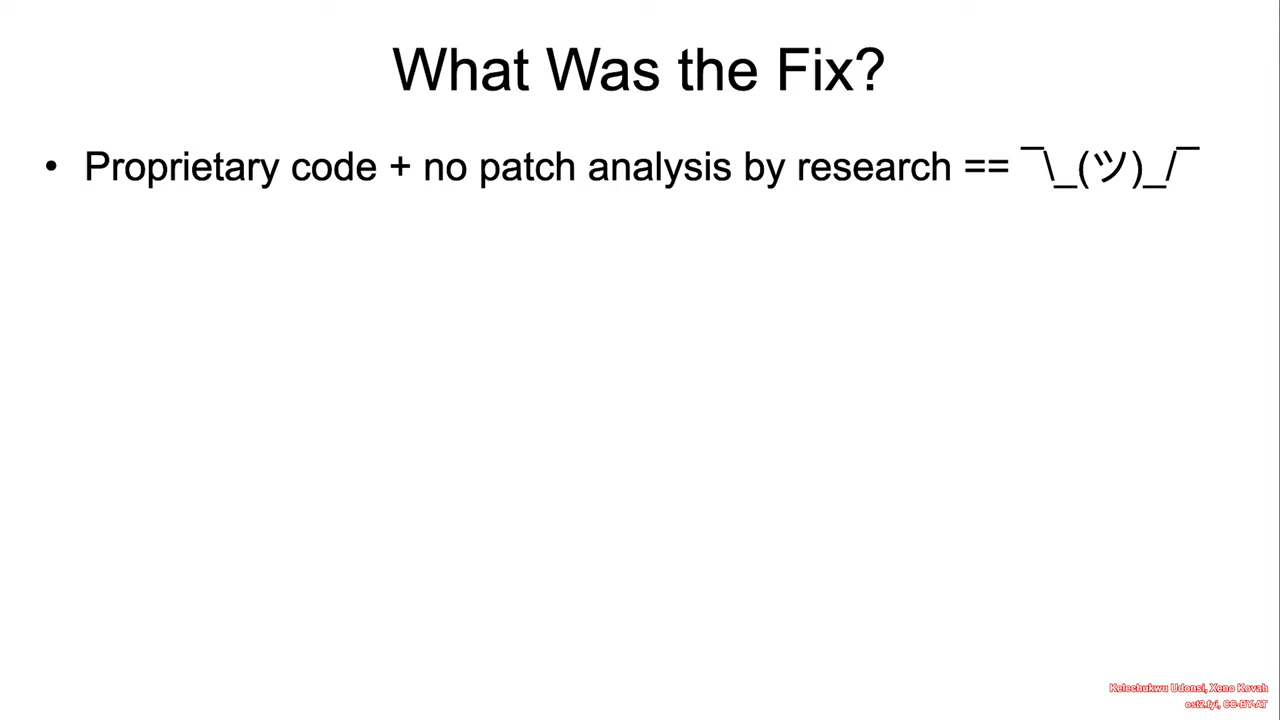 What Was the Fix?
• Proprietary code + no patch analysis by research == ¯\_(ツ)_/¯
Kelechukwu Udonsi, Xeno Kovah
ost2.fyi, CC-BY-AT